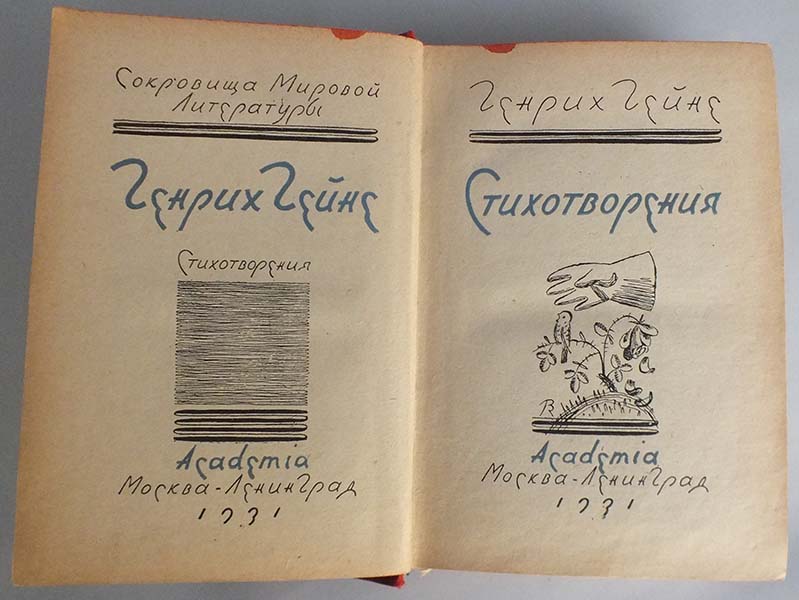 Сокровища Мировой
Литературы
Генрих Гейне
Стихотворения
Academia
Москва-Ленинград
1931
Генрих Гейне
Стихотворения
Academia
Москва-Ленинград
1931